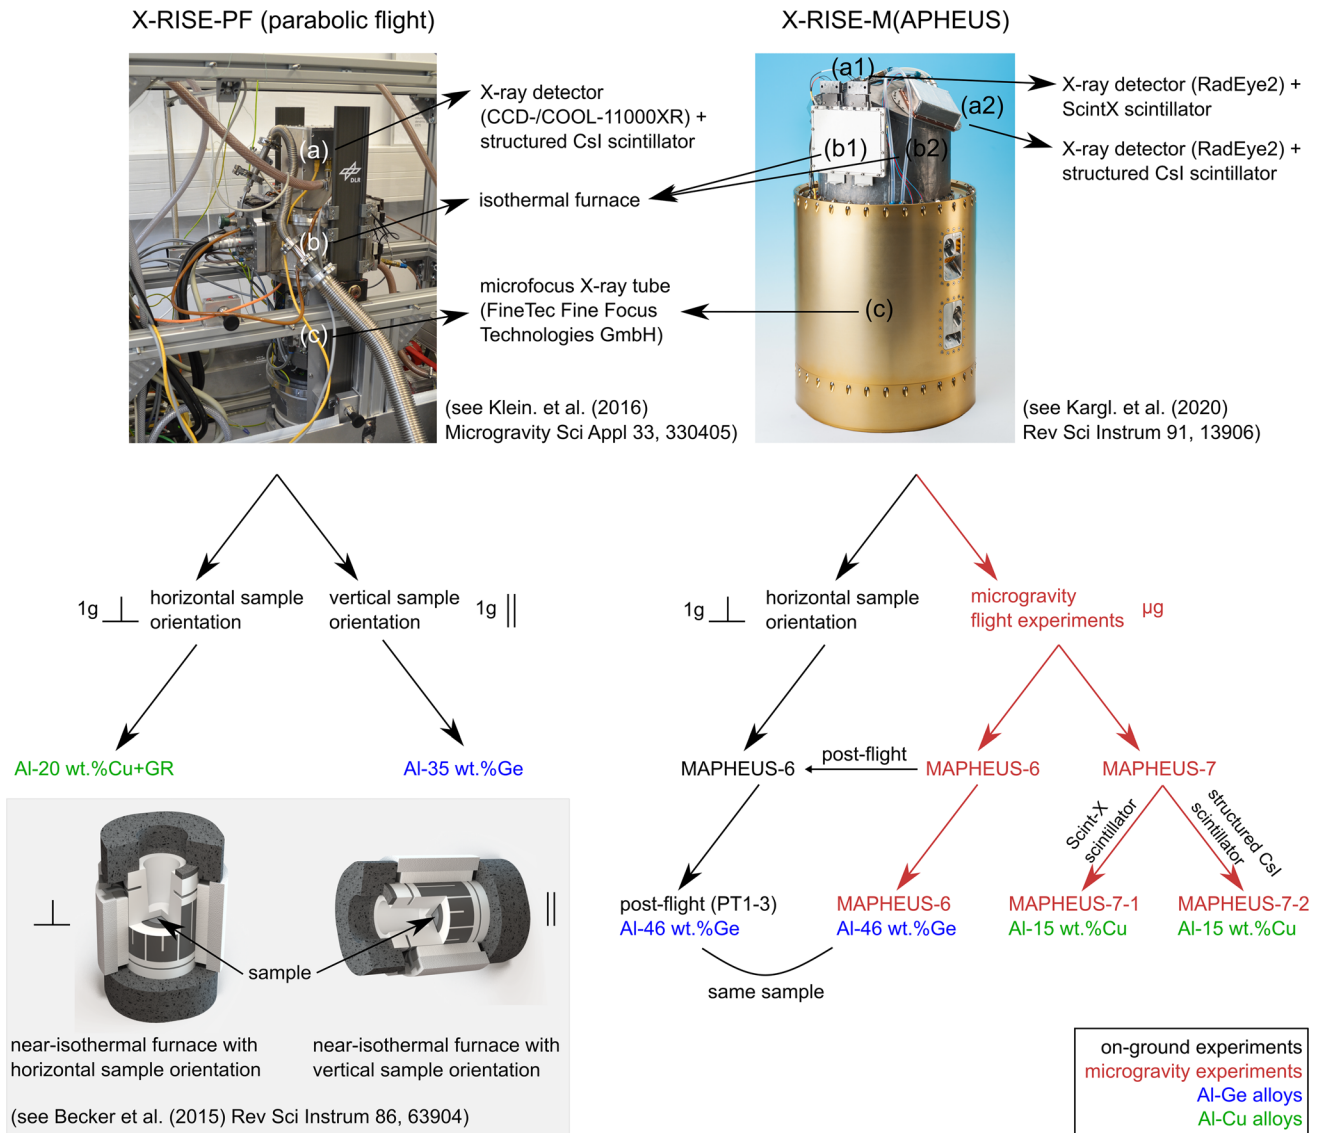 X-RISE-PF (parabolic flight)
X-RISE-M(APHEUS)
(a)
(b)
(c)
DLR
X-ray detector
(CCD-/COOL-11000XR) +
structured CsI scintillator
isothermal furnace
microfocus X-ray tube
(FineTec Fine Focus
Technologies GmbH)
(see Klein. et al. (2016)
Microgravity Sci Appl 33, 330405)
(a1)
(a2)
(b1)
(b2)
(c)
X-ray detector (RadEye2) +
ScintX scintillator
X-ray detector (RadEye2) +
structured CsI scintillator
(see Kargl. et al. (2020)
Rev Sci Instrum 91, 13906)
1g
horizontal sample
orientation
vertical sample
orientation
1g
Al-20 wt.%Cu+GR
Al-35 wt.%Ge
1g
horizontal sample
orientation
microgravity
flight experiments
µg
MAPHEUS-6
post-flight
MAPHEUS-6
MAPHEUS-7
Scint-X
scintillator
structured CsI
scintillator
post-flight (PT1-3)
Al-46 wt.%Ge
MAPHEUS-6
Al-46 wt.%Ge
MAPHEUS-7-1
Al-15 wt.%Cu
MAPHEUS-7-2
Al-15 wt.%Cu
same sample
sample
near-isothermal furnace with
horizontal sample orientation
near-isothermal furnace with
vertical sample orientation
(see Becker et al. (2015) Rev Sci Instrum 86, 63904)
on-ground experiments
microgravity experiments
Al-Ge alloys
Al-Cu alloys